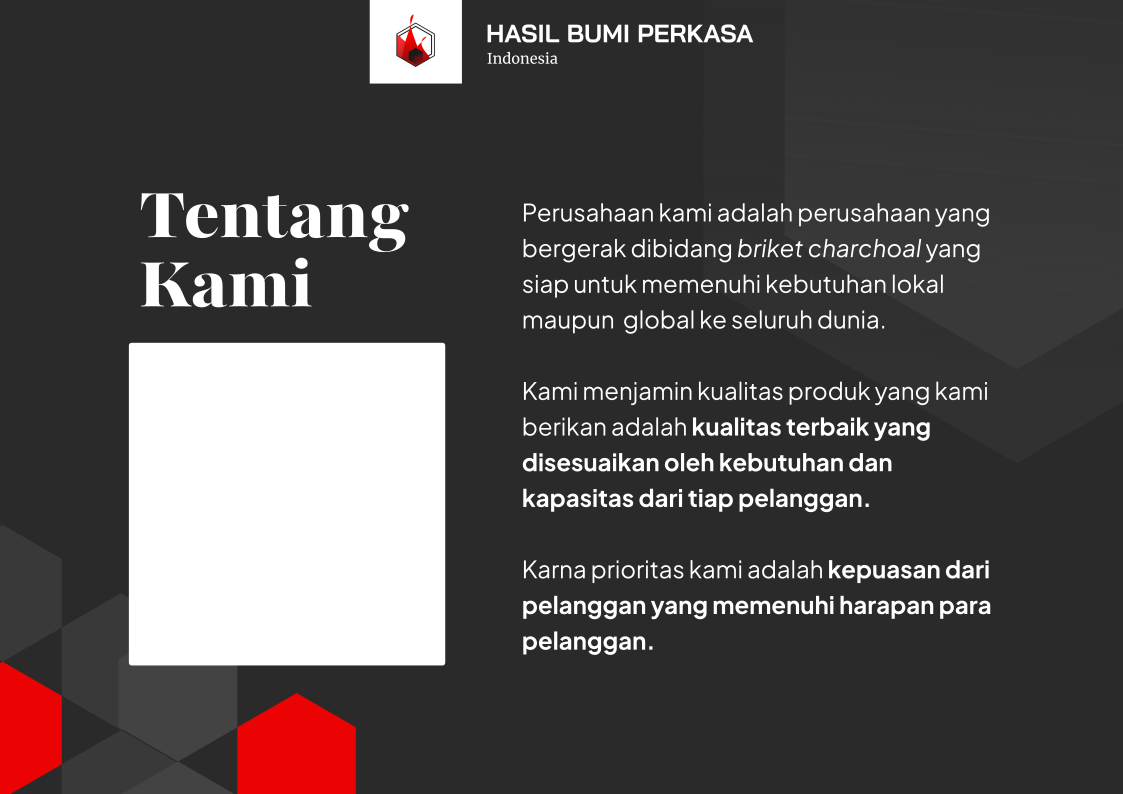 HASIL BUMI PERKASA
Indonesia
Tentang
Kami
Perusahaan kami adalah perusahaan yang
bergerak dibidang briket charchoal yang
siap untuk memenuhi kebutuhan lokal
maupun  global ke seluruh dunia.
Kami menjamin kualitas produk yang kami
berikan adalah kualitas terbaik yang
disesuaikan oleh kebutuhan dan
kapasitas dari tiap pelanggan.
Karna prioritas kami adalah kepuasan dari
pelanggan yang memenuhi harapan para
pelanggan.